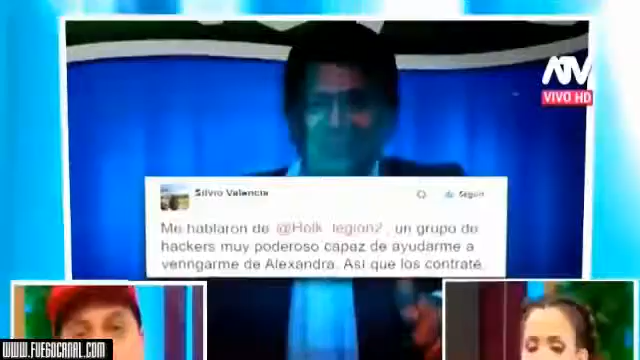 ATV
VIVO HD
Silvio Valencia
Seguir
Me hablaron de @Holk_legion2, un grupo de
hackers muy poderoso capaz de ayudarme a
venngarme de Alexandra. Asi que los contraté.
WWW.FUEGOCANAL.COM